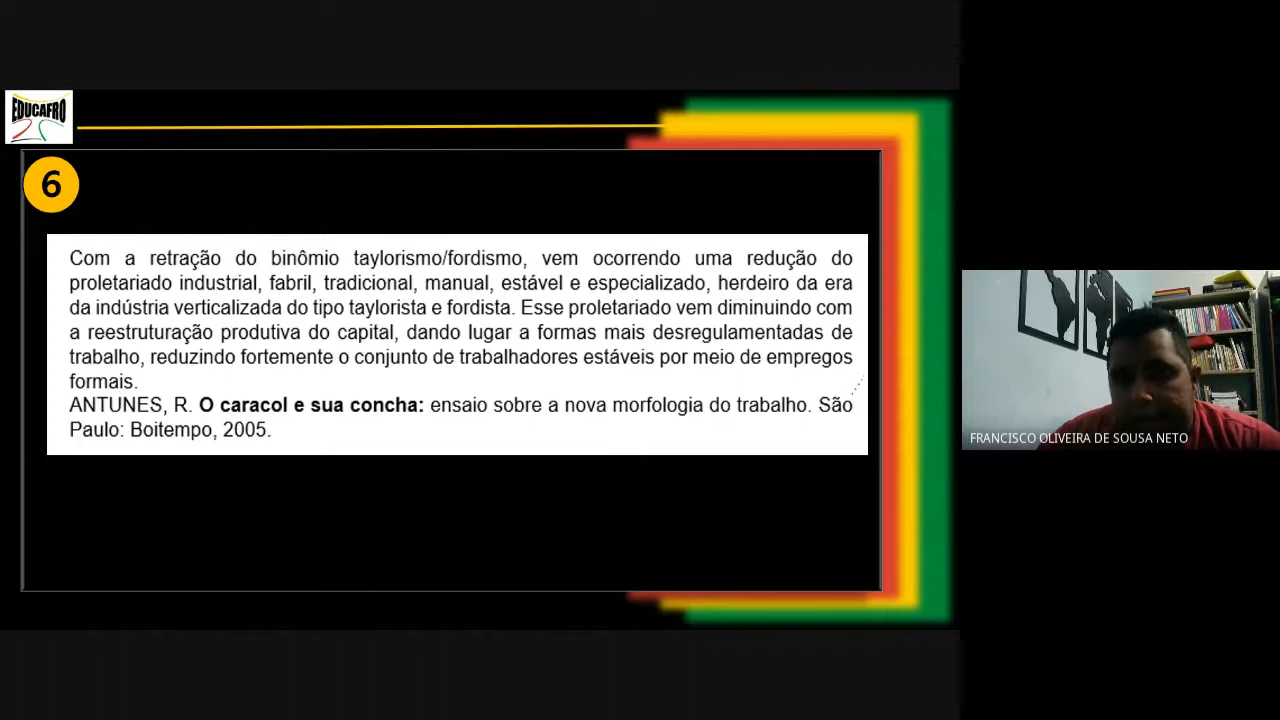 EDUCAFRO
6
Com a retração do binômio taylorismo/fordismo, vem ocorrendo uma redução do
proletariado industrial, fabril, tradicional, manual, estável e especializado, herdeiro da era
da indústria verticalizada do tipo taylorista e fordista. Esse proletariado vem diminuindo com
a reestruturação produtiva do capital, dando lugar a formas mais desregulamentadas de
trabalho, reduzindo fortemente o conjunto de trabalhadores estáveis por meio de empregos
formais.
ANTUNES, R. O caracol e sua concha: ensaio sobre a nova morfologia do trabalho. São
Paulo: Boitempo, 2005.
FRANCISCO OLIVEIRA DE SOUSA NETO